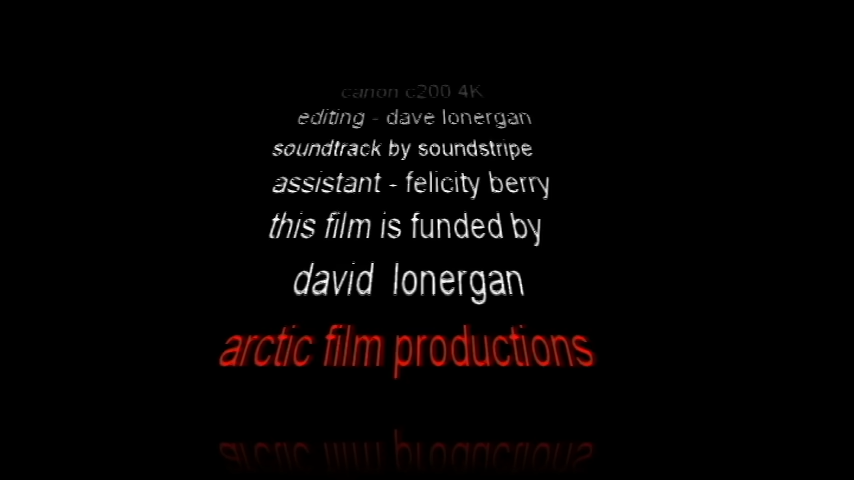 canon c200 4K
editing - dave lonergan
soundtrack by soundstripe
assistant - felicity berry
this film is funded by
david lonergan
arctic film productions